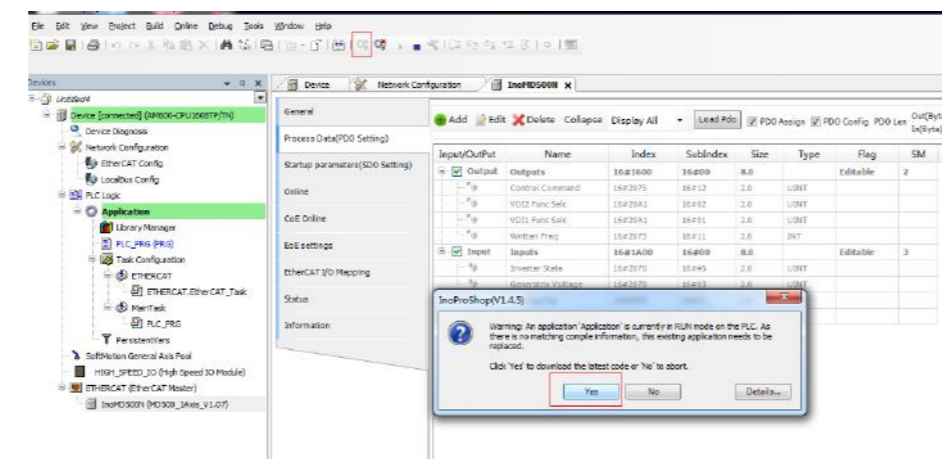 File Edit View Project Build Online Debug Tools Window Help
Devices
Untitled4
Device [connected] (AM600-CPU1608TP/TN)
Device Diagnosis
Network Configuration
EtherCAT Config
LocalBus Config
PLC Logic
Application
Library Manager
PLC_PRG (PRG)
Task Configuration
ETHERCAT
ETHERCAT.EtherCAT_Task
MainTask
PLC_PRG
PersistentVars
SoftMotion General Axis Pool
HIGH_SPEED_IO (High Speed IO Module)
ETHERCAT (EtherCAT Master)
InoMD500N (MD500_1Axis_V1.07)
Device Network Configuration InoMD500N
General
Process Data(PDO Setting)
Startup parameters(SDO Setting)
Online
CoE Online
EoE settings
EtherCAT I/O Mapping
Status
Information
Add Edit Delete Collapse Display All Load Pdo PDO Assign PDO Config PDO Len Out(Byte)
In(Byte)
Input/OutPut Name Index SubIndex Size Type Flag SM
Output Outputs 16#1600 16#00 8.0 Editable 2
Control Command 16#2073 16#12 2.0 UINT
VDI2 Func Selc 16#20A1 16#02 2.0 UINT
VDI1 Func Selc 16#20A1 16#01 2.0 UINT
Written Freq 16#2073 16#11 2.0 INT
Input Inputs 16#1A00 16#00 8.0 Editable 3
Inverter State 16#2070 16#45 2.0 UINT
Generatrix Voltage 16#2070 16#03 2.0 UINT
InoProShop(V1.4.5)
Warning: An application 'Application' is currently in RUN mode on the PLC. As
there is no matching compile information, this existing application needs to be
replaced.
Click 'Yes' to download the latest code or 'No' to abort.
Yes No Details...